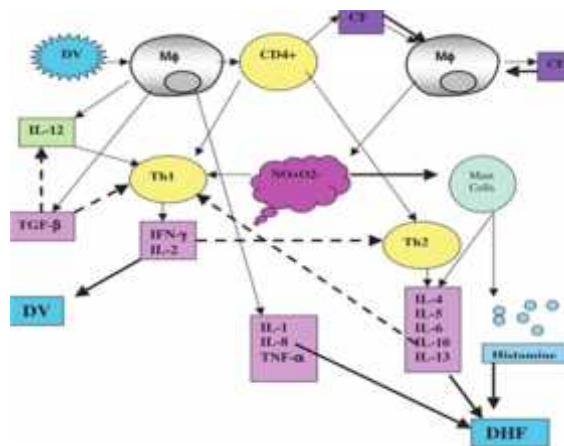 CF
DV
Mφ
CD4+
Mφ
CF
IL-12
Th1
NO+O2-
Mast
Cells
TGF-β
IFN-γ
IL-2
Th2
DV
IL-1
IL-8
TNF-α
IL-4
IL-5
IL-6
IL-10
IL-13
Histamine
DHF